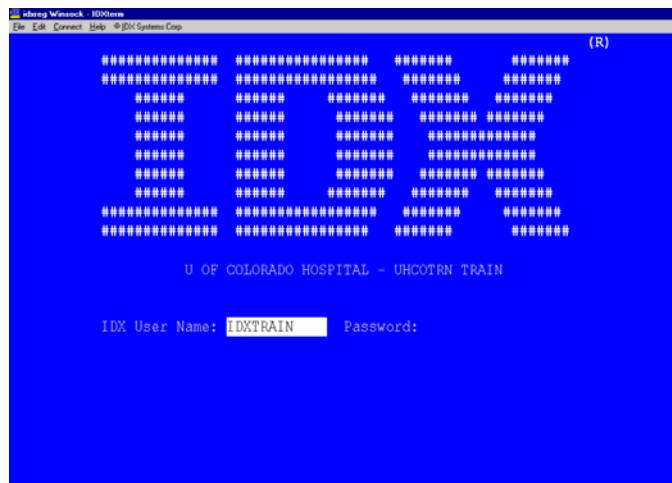 idxreg Winsock - IDXterm
File Edit Connect Help ©IDX Systems Corp
(R)
############## ################ ####### #######
############## ################# ####### #######
###### ###### ####### ####### #######
###### ###### ####### ####### #######
###### ###### ####### #############
###### ###### ####### #############
###### ###### ####### ####### #######
###### ###### ####### ####### #######
############## ################# ####### #######
############## ################ ####### #######
U OF COLORADO HOSPITAL - UHCOTRN TRAIN
IDX User Name: IDXTRAIN Password: